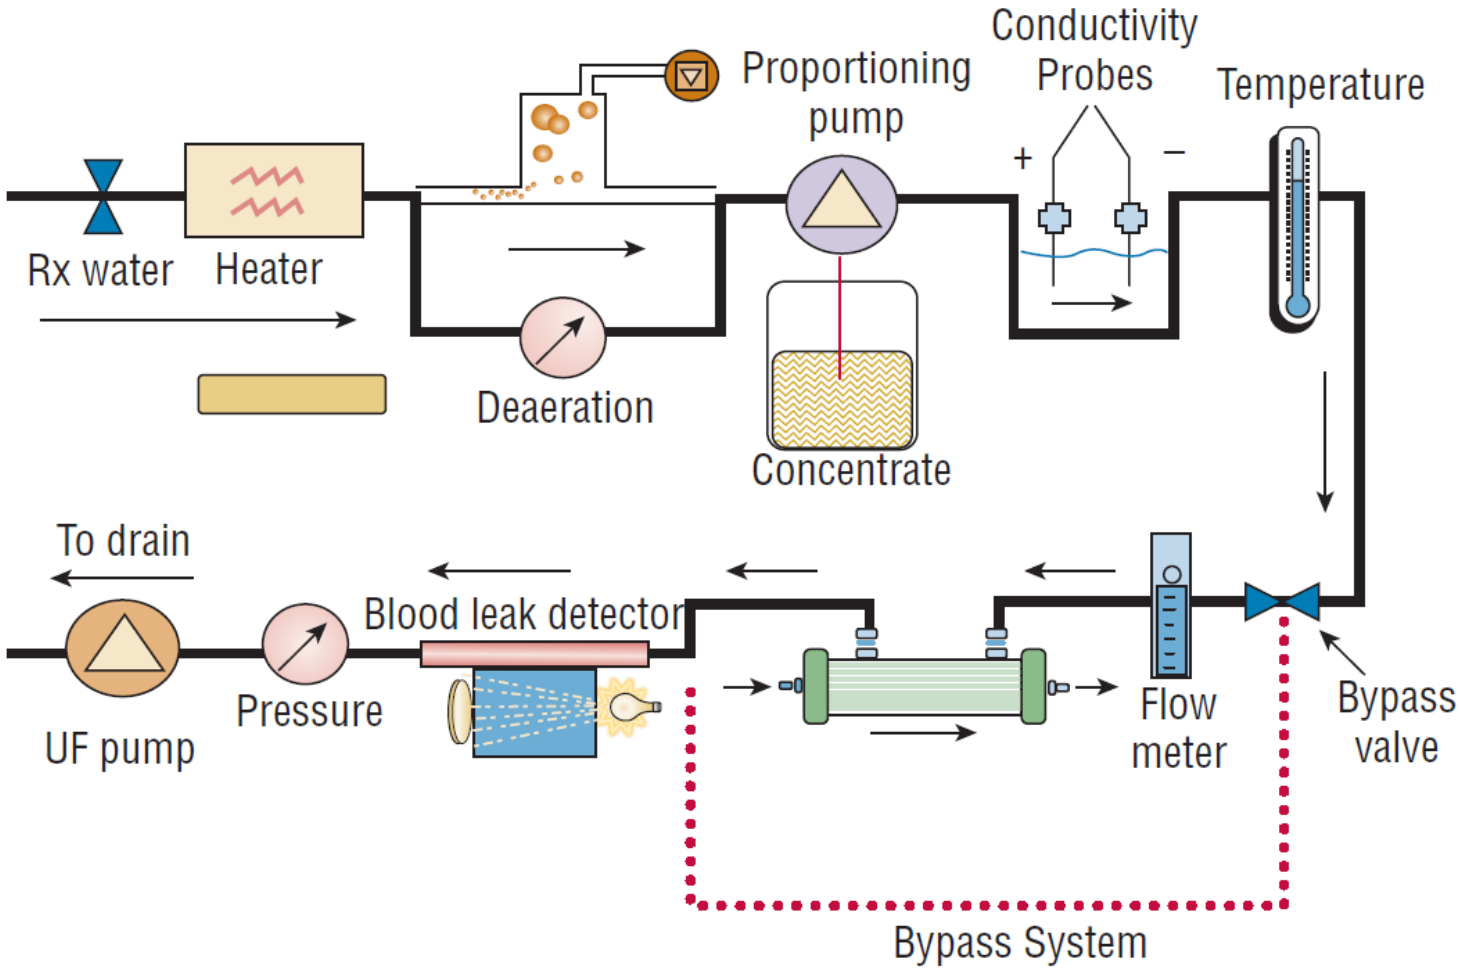 Conductivity
Probes
Proportioning
pump
Temperature
+
−
Rx water
Heater
Deaeration
Concentrate
To drain
Blood leak detector
UF pump
Pressure
Flow
meter
Bypass
valve
Bypass System